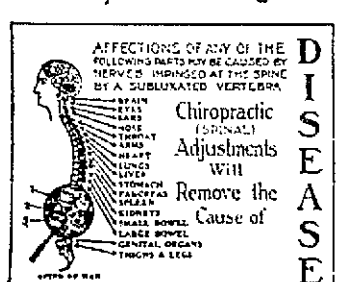 AFFECTIONS OF ANY OF THE
FOLLOWING PARTS MAY BE CAUSED BY
NERVES IMPINGED AT THE SPINE
BY A SUBLUXATED VERTEBRA
BRAIN
EYES
EARS
NOSE
THROAT
ARMS
HEART
LUNGS
LIVER
STOMACH
PANCREAS
SPLEEN
KIDNEYS
SMALL BOWEL
LARGE BOWEL
GENITAL ORGANS
THIGHS & LEGS
Chiropractic
(SPINAL)
Adjustments
Will
Remove the
Cause of
DISEASE